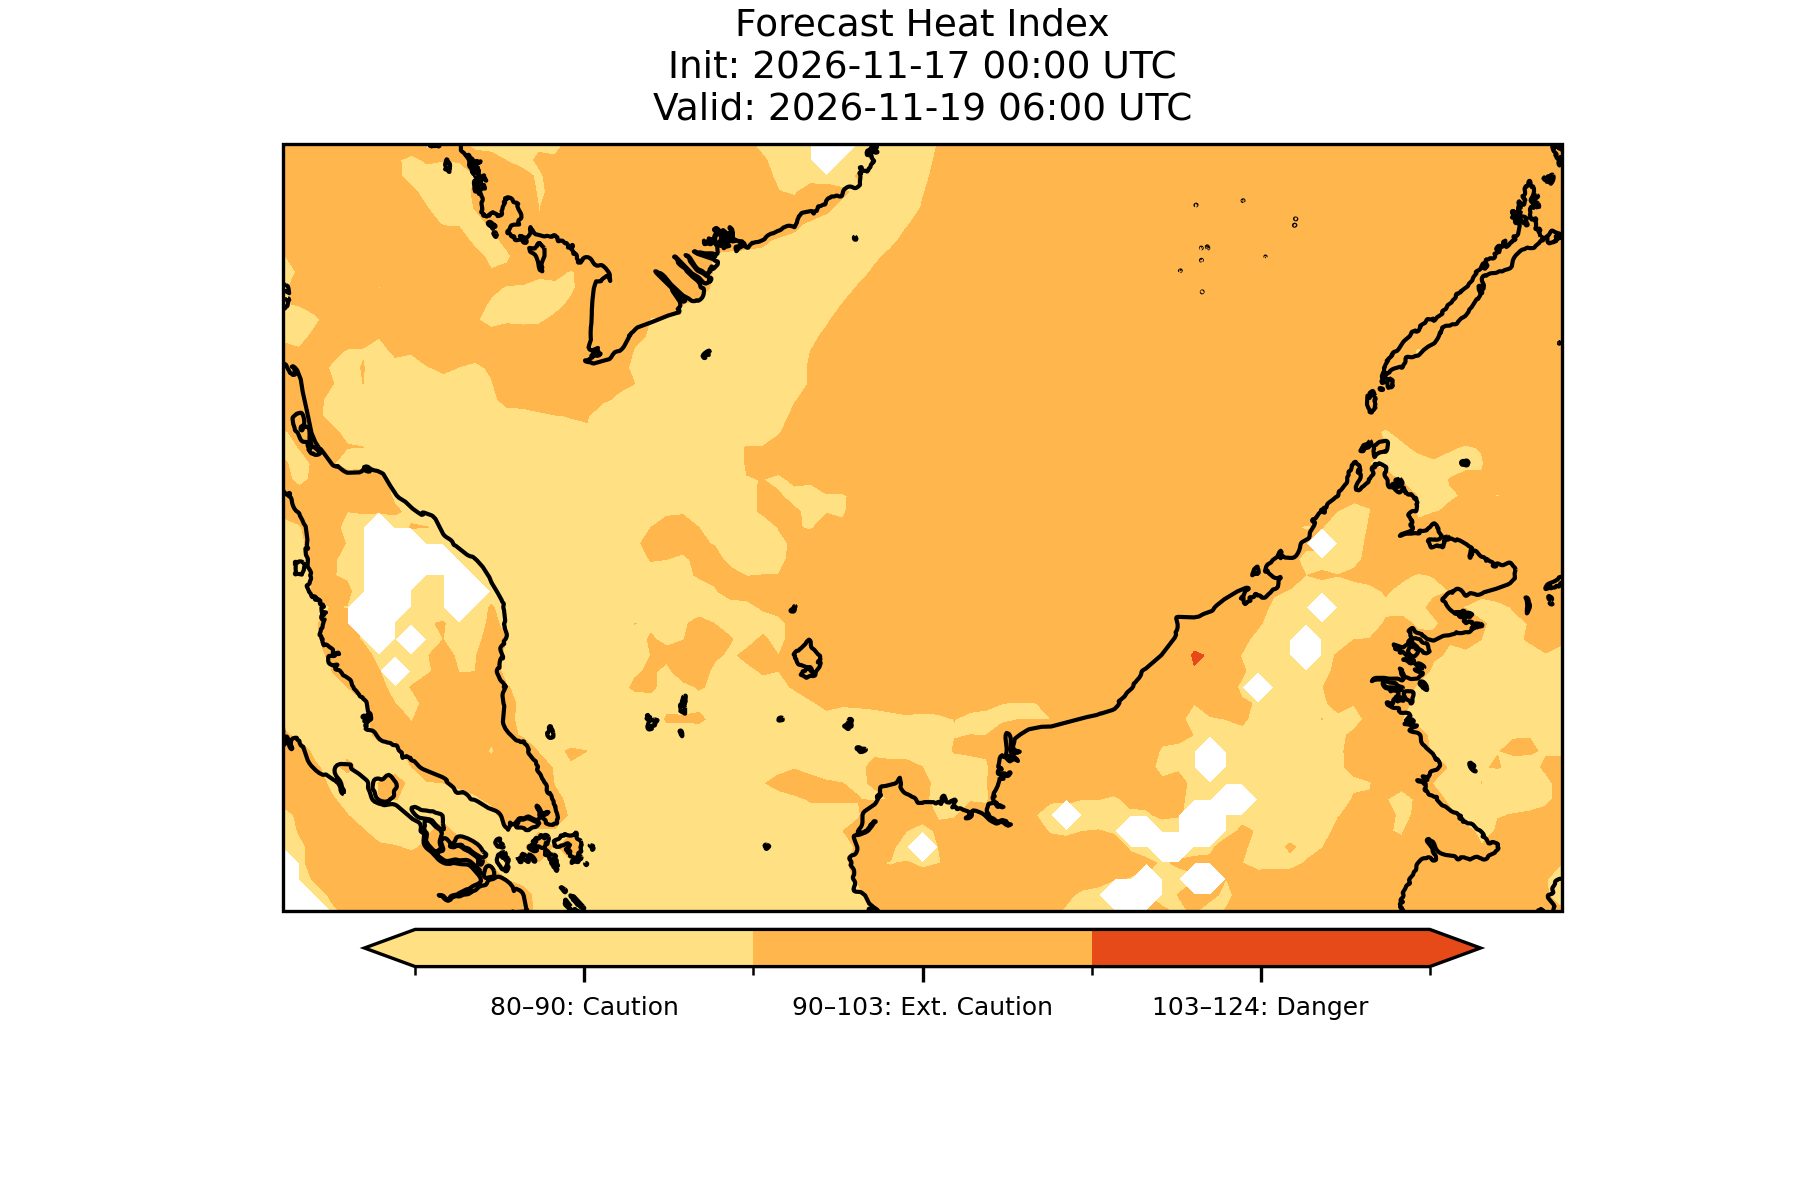 Forecast Heat Index
Init: 2026-11-17 00:00 UTC
Valid: 2026-11-19 06:00 UTC
80–90: Caution
90–103: Ext. Caution
103–124: Danger